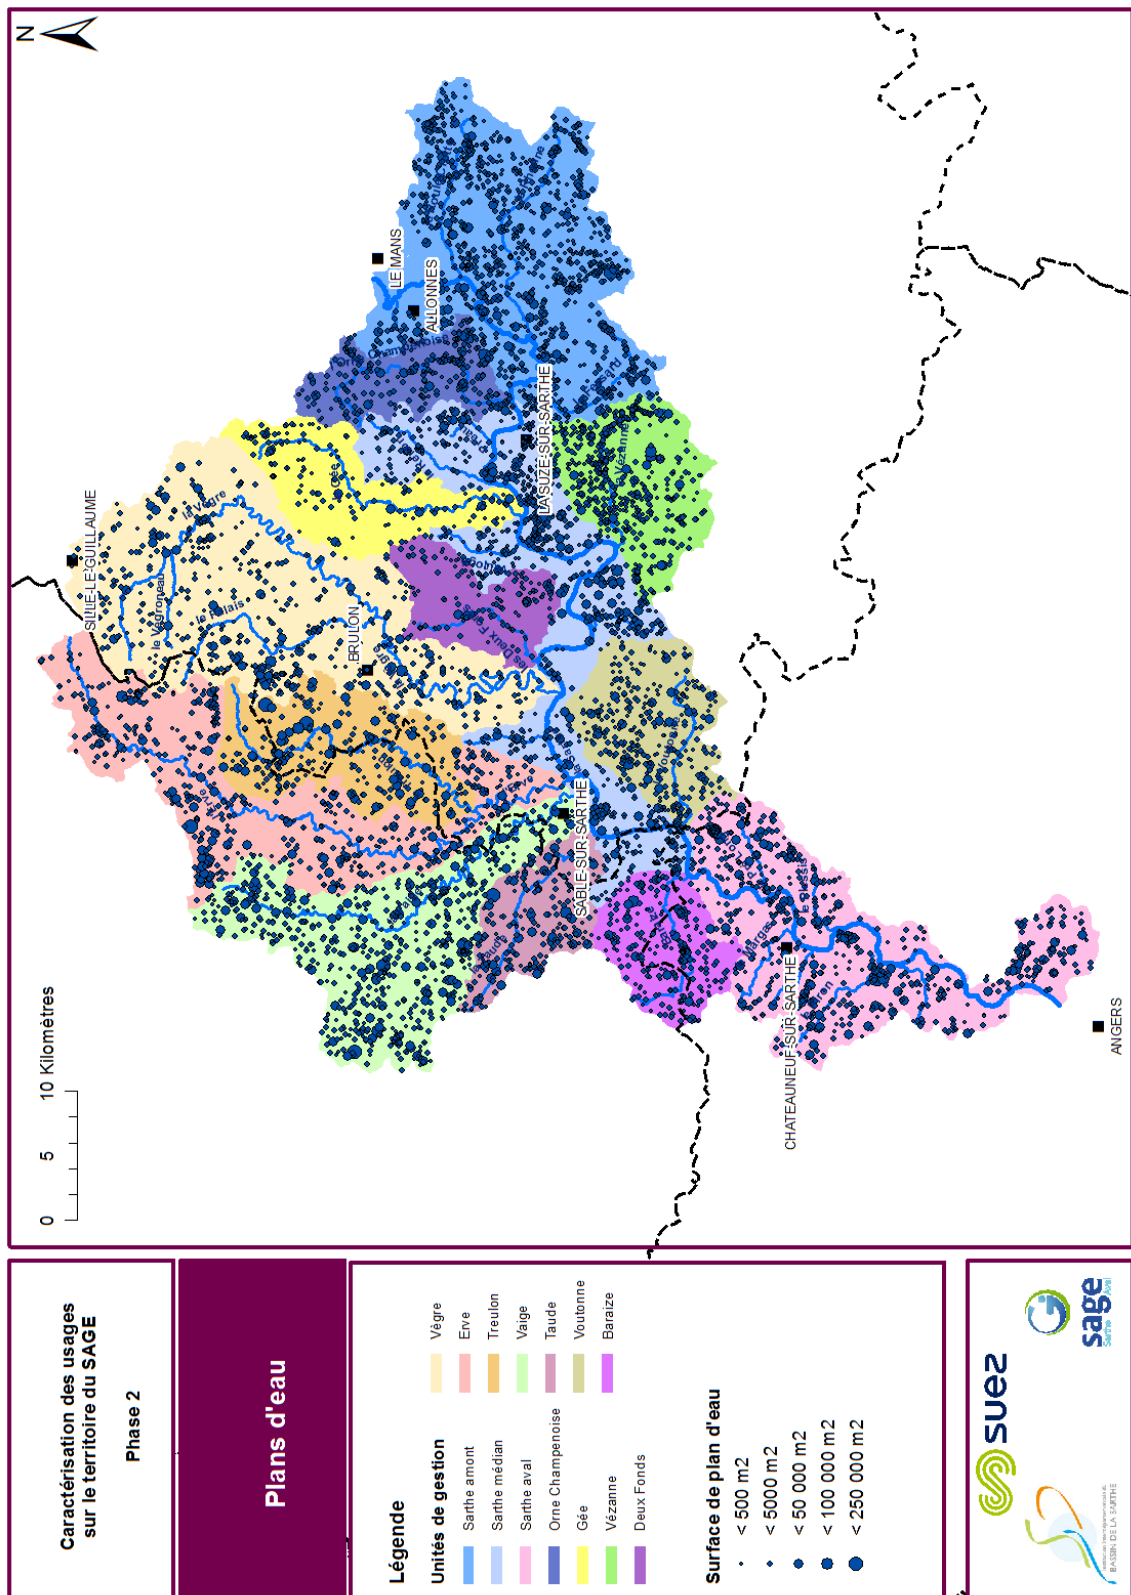 Caractérisation des usages
sur le territoire du SAGE
Phase 2
Plans d'eau
Légende
Unités de gestion
Sarthe amont
Sarthe médian
Sarthe aval
Orne Champenoise
Gée
Vézanne
Deux Fonds
Vègre
Erve
Treulon
Vaige
Taude
Voutonne
Baraize
Surface de plan d'eau
< 500 m2
< 5000 m2
< 50 000 m2
< 100 000 m2
< 250 000 m2
suez
sage
Sarthe Aval
BASSIN DE LA SARTHE
0 5 10 Kilomètres
N
SILLE-LE-GUILLAUME
LE MANS
ALLONNES
BRULON
LA SUZE-SUR-SARTHE
SABLE-SUR-SARTHE
CHATEAUNEUF-SUR-SARTHE
ANGERS
la Vègre
le Végroneau
le Palais